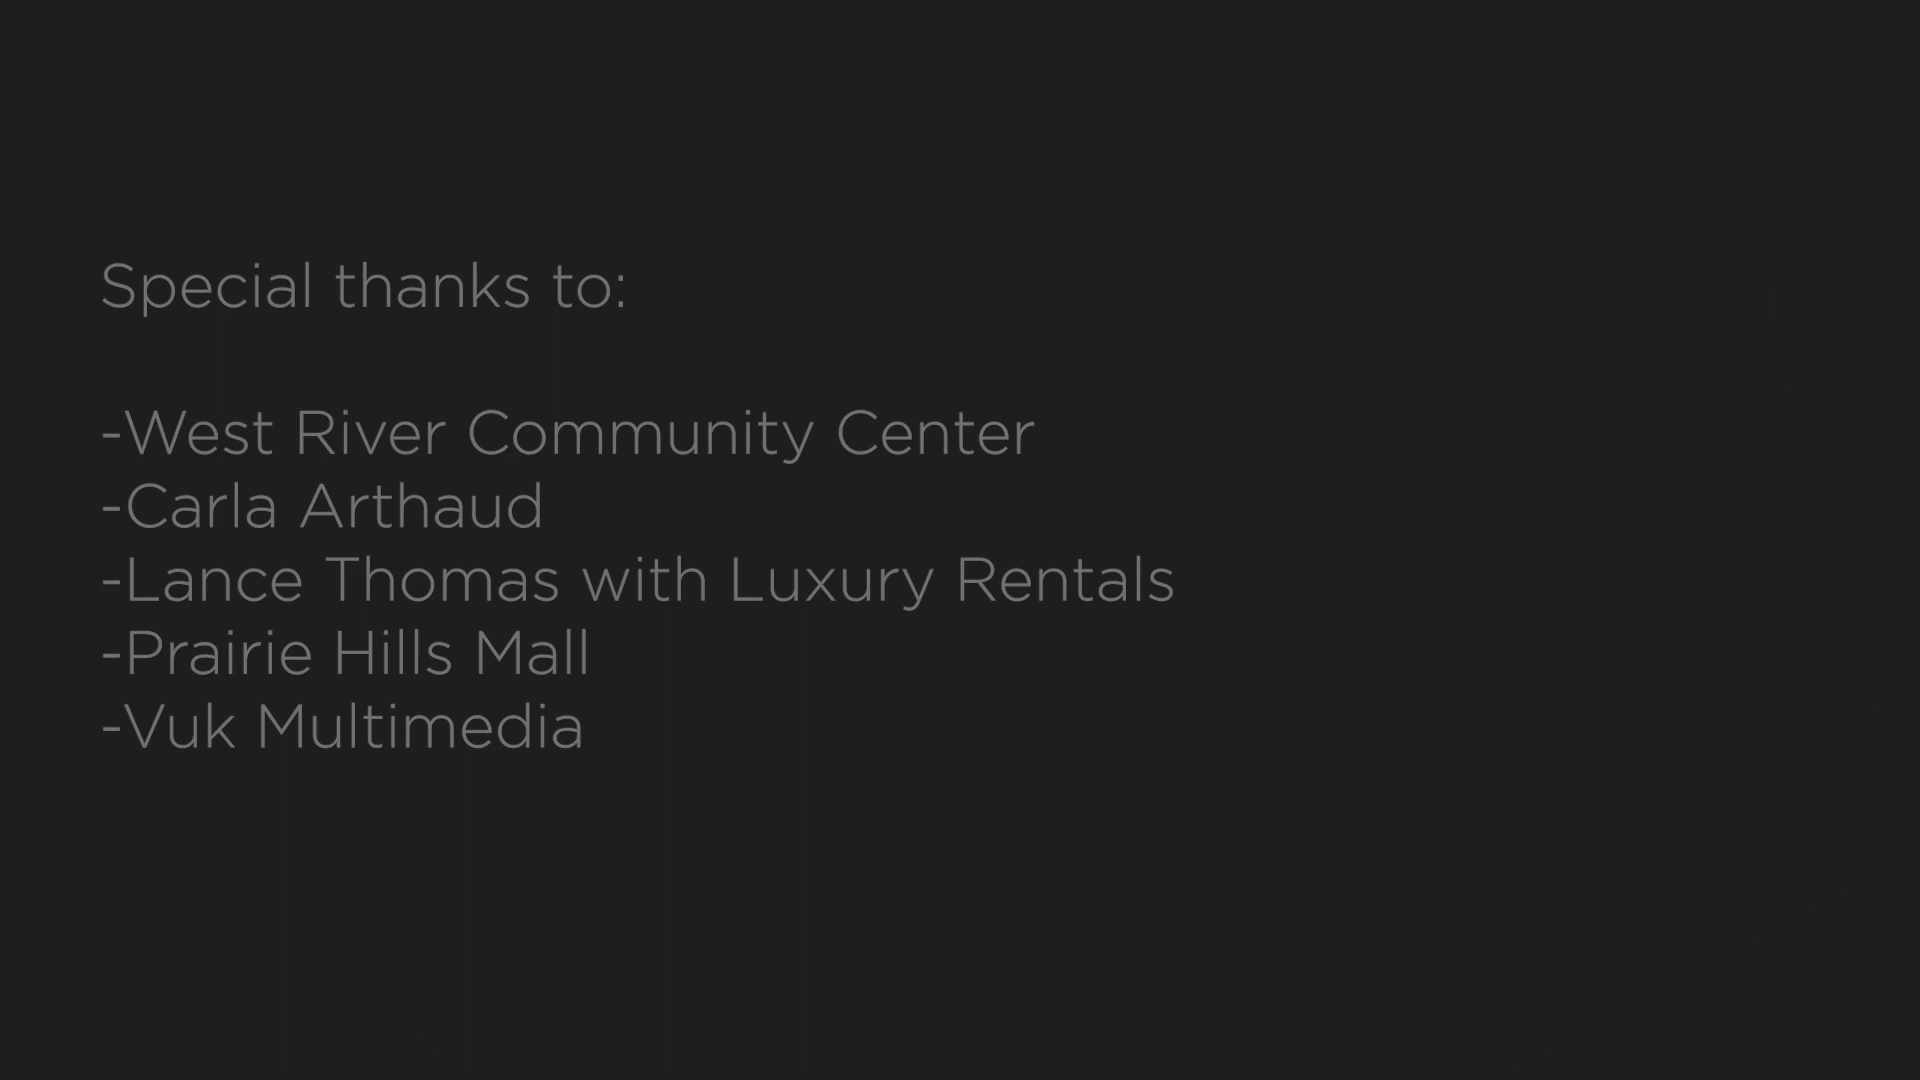 Special thanks to:
-West River Community Center
-Carla Arthaud
-Lance Thomas with Luxury Rentals
-Prairie Hills Mall
-Vuk Multimedia